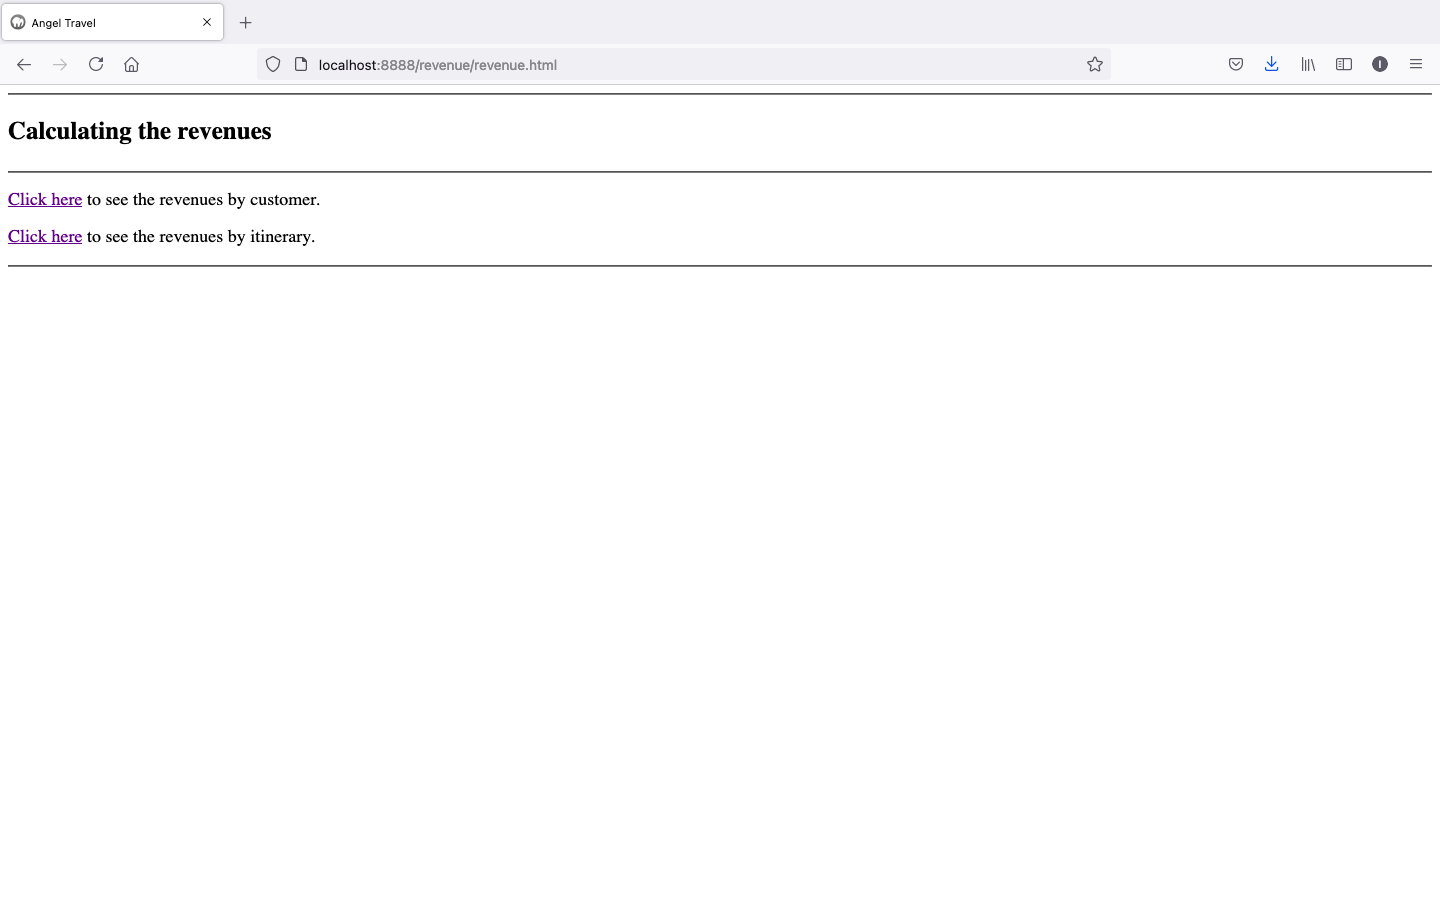 Angel Travel
localhost:8888/revenue/revenue.html
Calculating the revenues
Click here to see the revenues by customer.
Click here to see the revenues by itinerary.